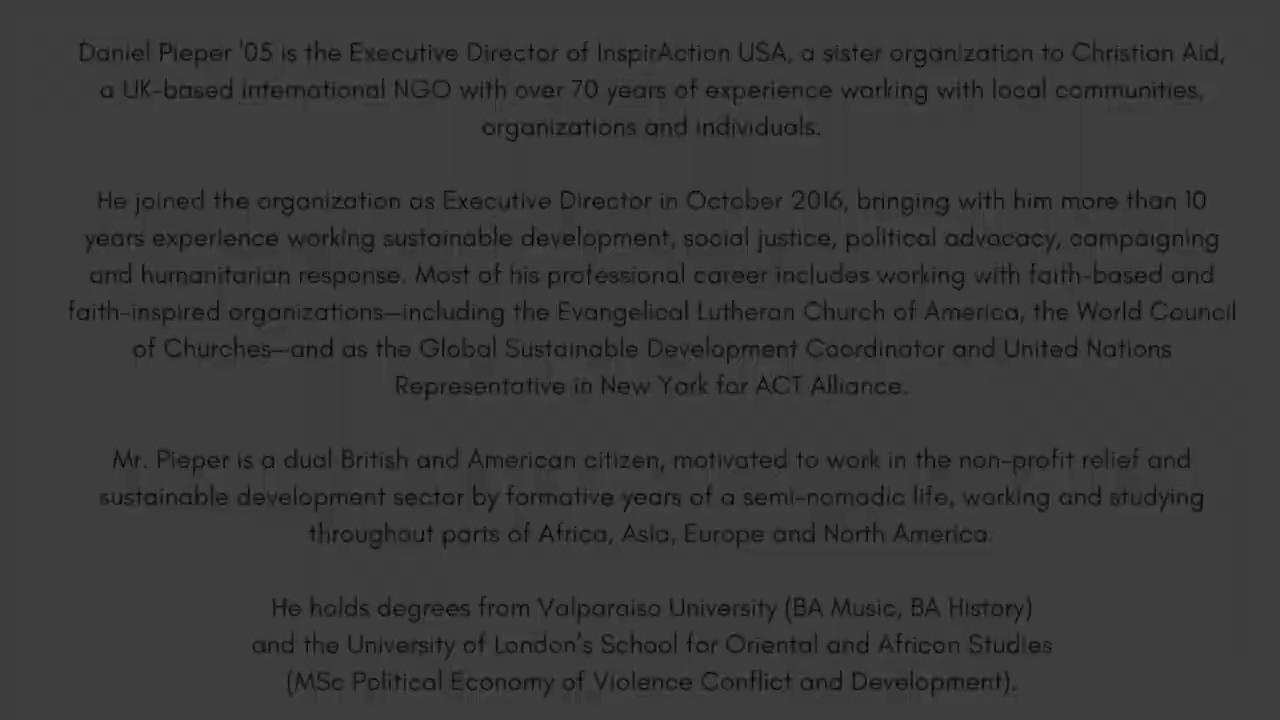 Daniel Pieper '05 is the Executive Director of InspirAction USA, a sister organization to Christian Aid,
a UK-based international NGO with over 70 years of experience working with local communities,
organizations and individuals.
He joined the organization as Executive Director in October 2016, bringing with him more than 10
years experience working sustainable development, social justice, political advocacy, campaigning
and humanitarian response. Most of his professional career includes working with faith-based and
faith-inspired organizations—including the Evangelical Lutheran Church of America, the World Council
of Churches—and as the Global Sustainable Development Coordinator and United Nations
Representative in New York for ACT Alliance.
Mr. Pieper is a dual British and American citizen, motivated to work in the non-profit relief and
sustainable development sector by formative years of a semi-nomadic life, working and studying
throughout parts of Africa, Asia, Europe and North America.
He holds degrees from Valparaiso University (BA Music, BA History)
and the University of London's School for Oriental and African Studies
(MSc Political Economy of Violence Conflict and Development).